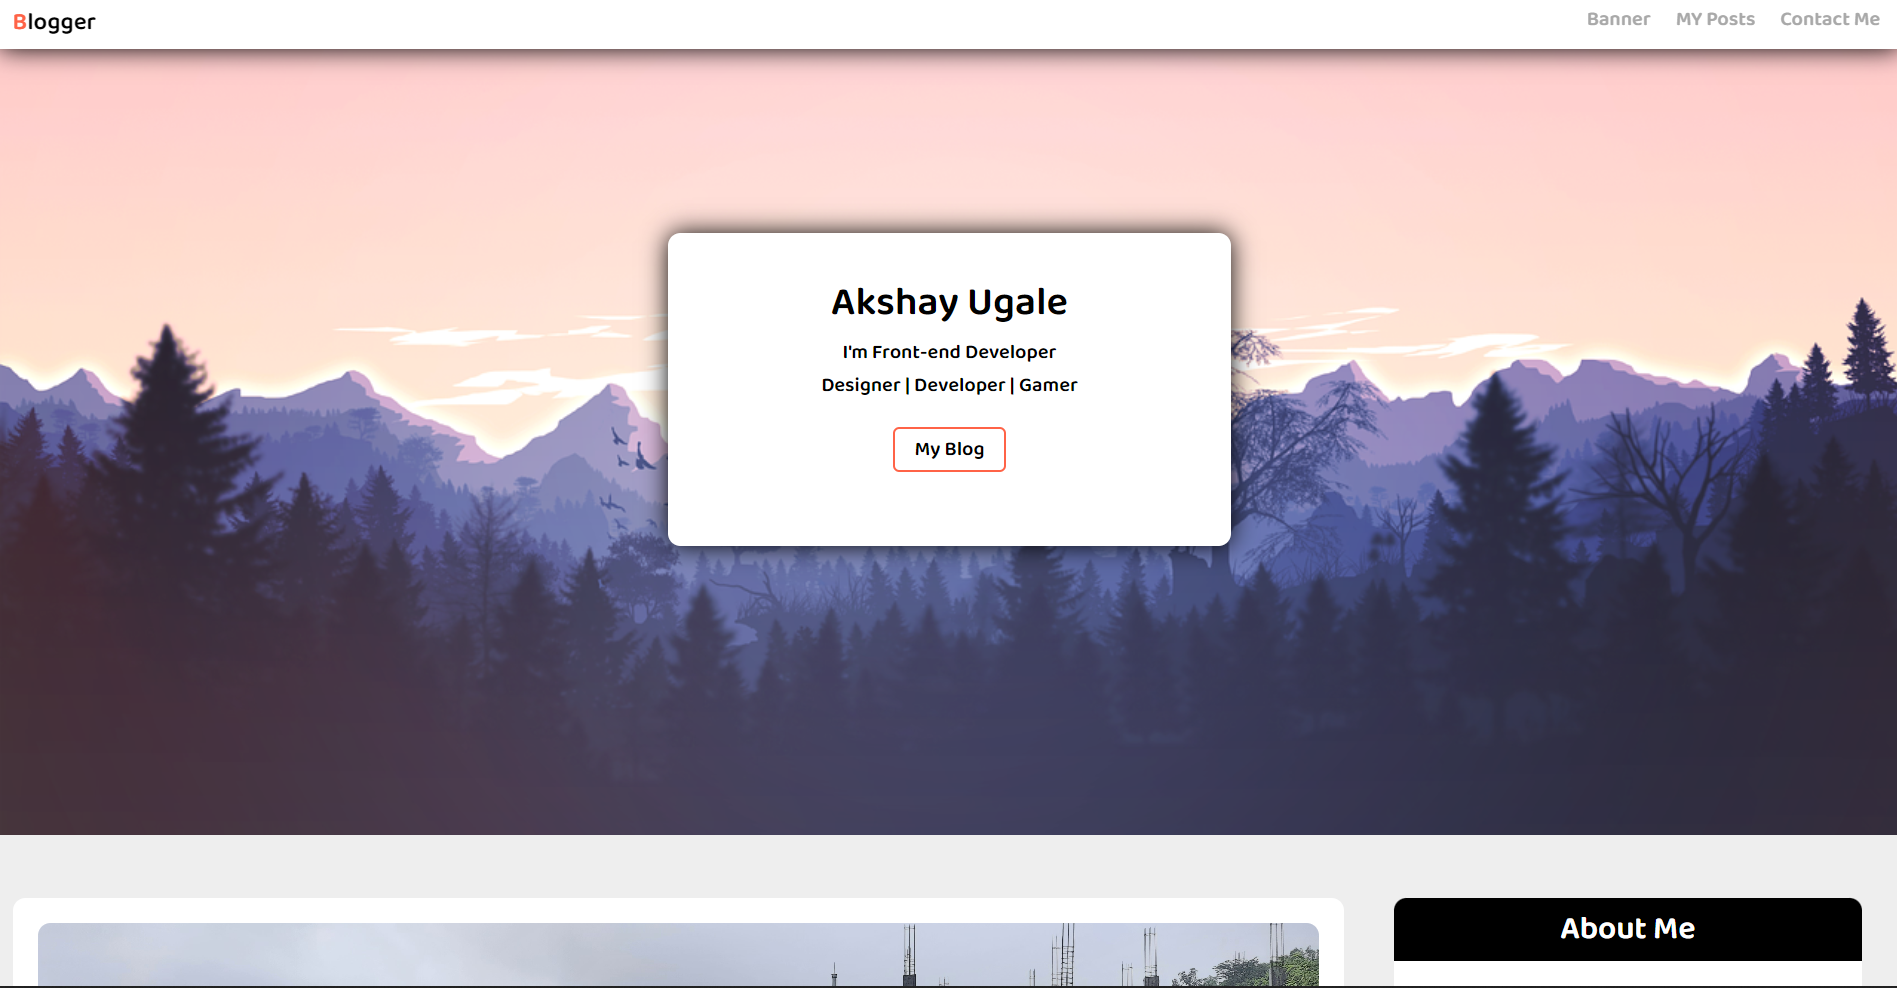 Blogger
Banner MY Posts Contact Me
Akshay Ugale
I'm Front-end Developer
Designer | Developer | Gamer
My Blog
About Me